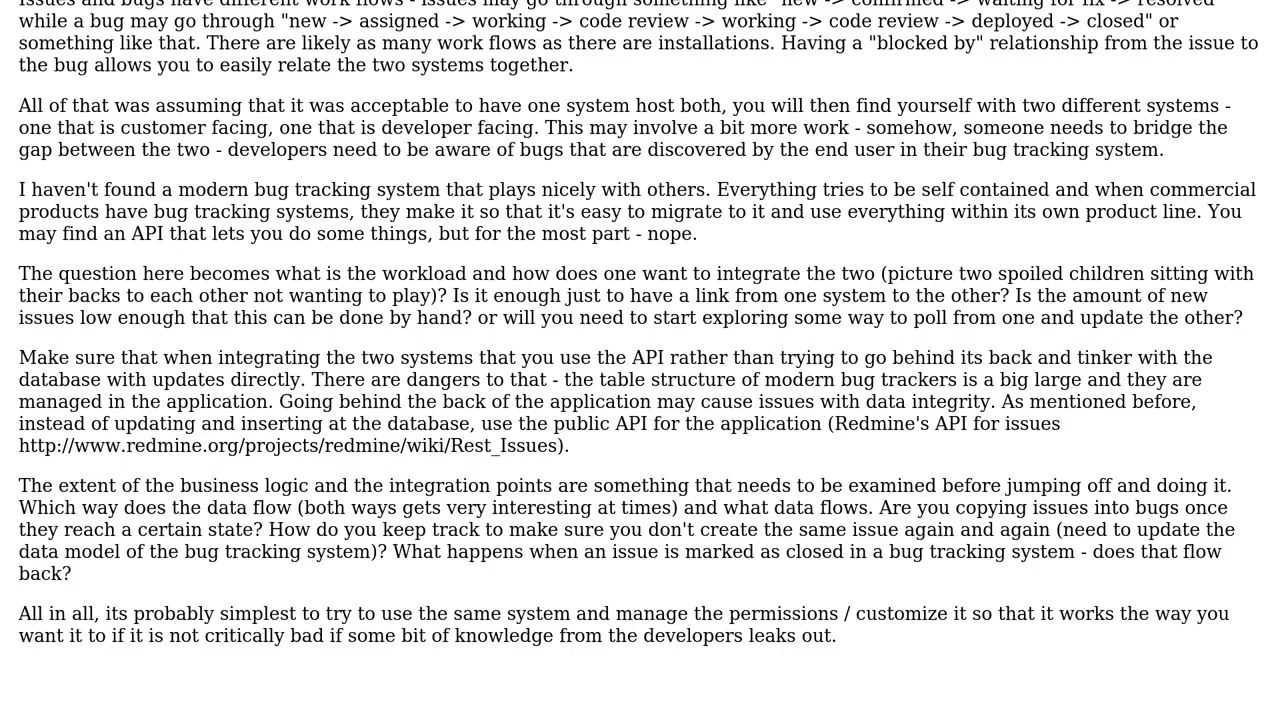 Issues and bugs have different work flows - issues may go through something like "new -> confirmed -> waiting for fix -> resolved"
while a bug may go through "new -> assigned -> working -> code review -> working -> code review -> deployed -> closed" or
something like that. There are likely as many work flows as there are installations. Having a "blocked by" relationship from the issue to
the bug allows you to easily relate the two systems together.
All of that was assuming that it was acceptable to have one system host both, you will then find yourself with two different systems -
one that is customer facing, one that is developer facing. This may involve a bit more work - somehow, someone needs to bridge the
gap between the two - developers need to be aware of bugs that are discovered by the end user in their bug tracking system.
I haven't found a modern bug tracking system that plays nicely with others. Everything tries to be self contained and when commercial
products have bug tracking systems, they make it so that it's easy to migrate to it and use everything within its own product line. You
may find an API that lets you do some things, but for the most part - nope.
The question here becomes what is the workload and how does one want to integrate the two (picture two spoiled children sitting with
their backs to each other not wanting to play)? Is it enough just to have a link from one system to the other? Is the amount of new
issues low enough that this can be done by hand? or will you need to start exploring some way to poll from one and update the other?
Make sure that when integrating the two systems that you use the API rather than trying to go behind its back and tinker with the
database with updates directly. There are dangers to that - the table structure of modern bug trackers is a big large and they are
managed in the application. Going behind the back of the application may cause issues with data integrity. As mentioned before,
instead of updating and inserting at the database, use the public API for the application (Redmine's API for issues
http://www.redmine.org/projects/redmine/wiki/Rest_Issues).
The extent of the business logic and the integration points are something that needs to be examined before jumping off and doing it.
Which way does the data flow (both ways gets very interesting at times) and what data flows. Are you copying issues into bugs once
they reach a certain state? How do you keep track to make sure you don't create the same issue again and again (need to update the
data model of the bug tracking system)? What happens when an issue is marked as closed in a bug tracking system - does that flow
back?
All in all, its probably simplest to try to use the same system and manage the permissions / customize it so that it works the way you
want it to if it is not critically bad if some bit of knowledge from the developers leaks out.